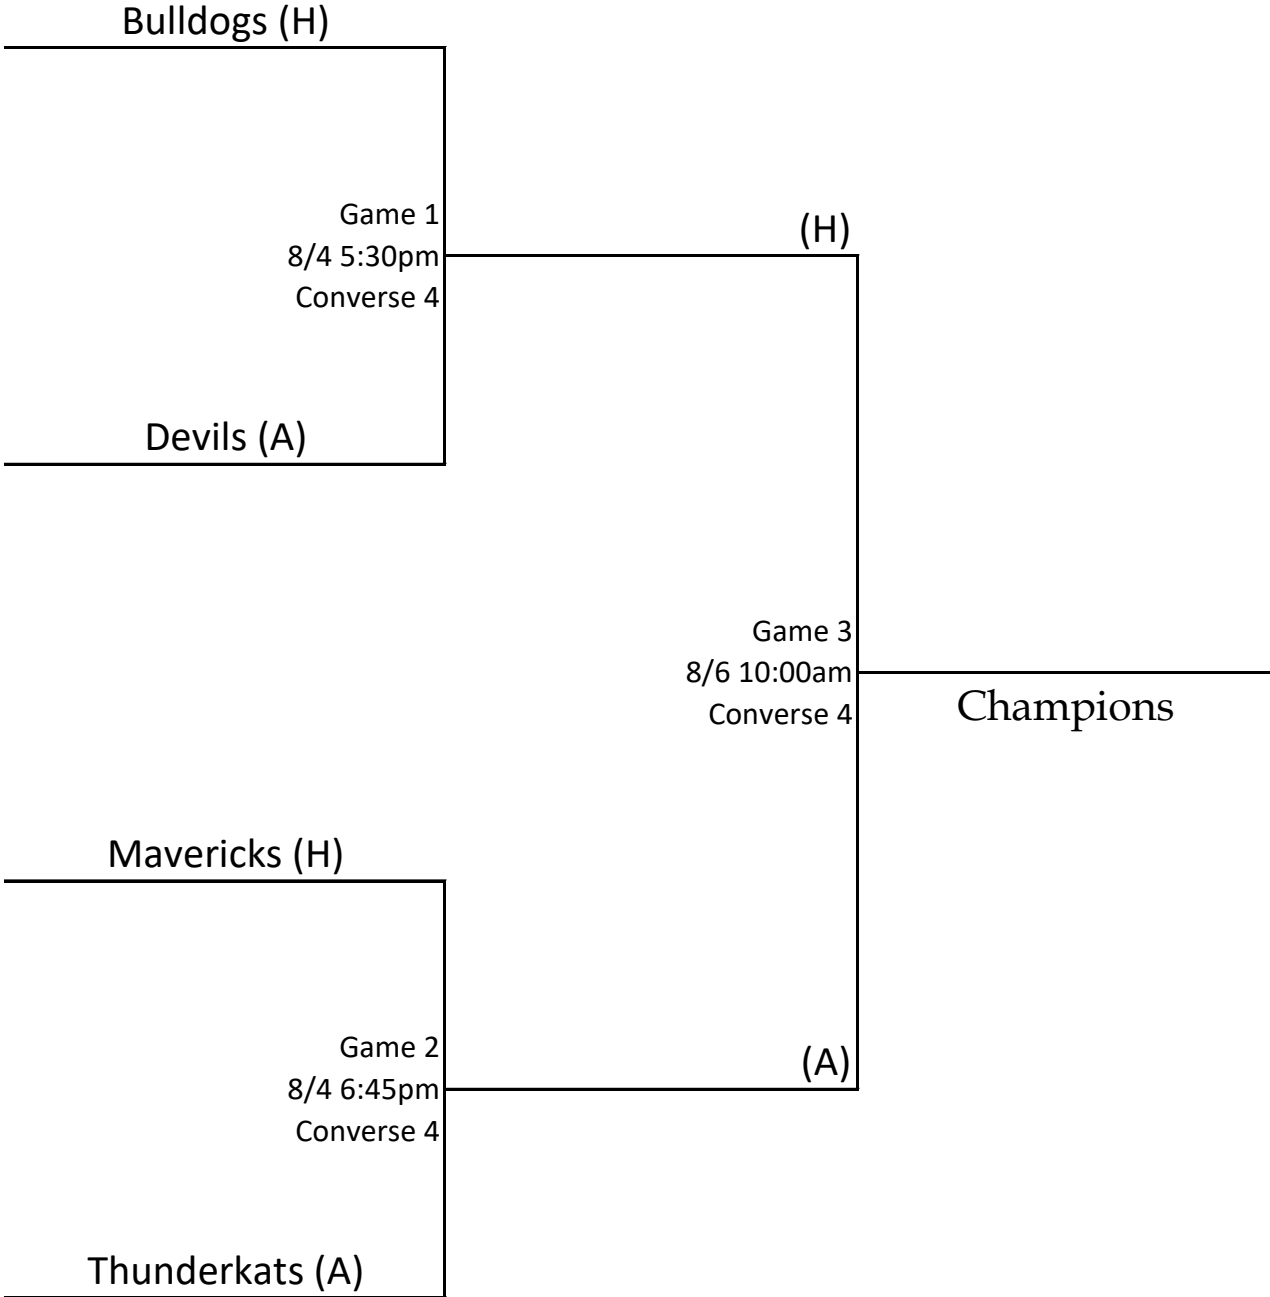 Bulldogs (H)
Game 1
8/4 5:30pm
Converse 4
(H)
Devils (A)
Game 3
8/6 10:00am
Converse 4
Champions
Mavericks (H)
Game 2
8/4 6:45pm
Converse 4
(A)
Thunderkats (A)